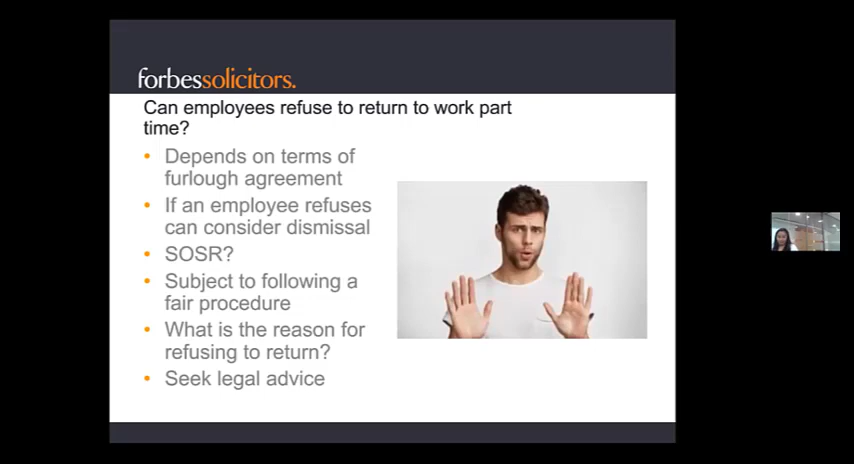 forbessolicitors.
Can employees refuse to return to work part
time?
• Depends on terms of
furlough agreement
• If an employee refuses
can consider dismissal
• SOSR?
• Subject to following a
fair procedure
• What is the reason for
refusing to return?
• Seek legal advice